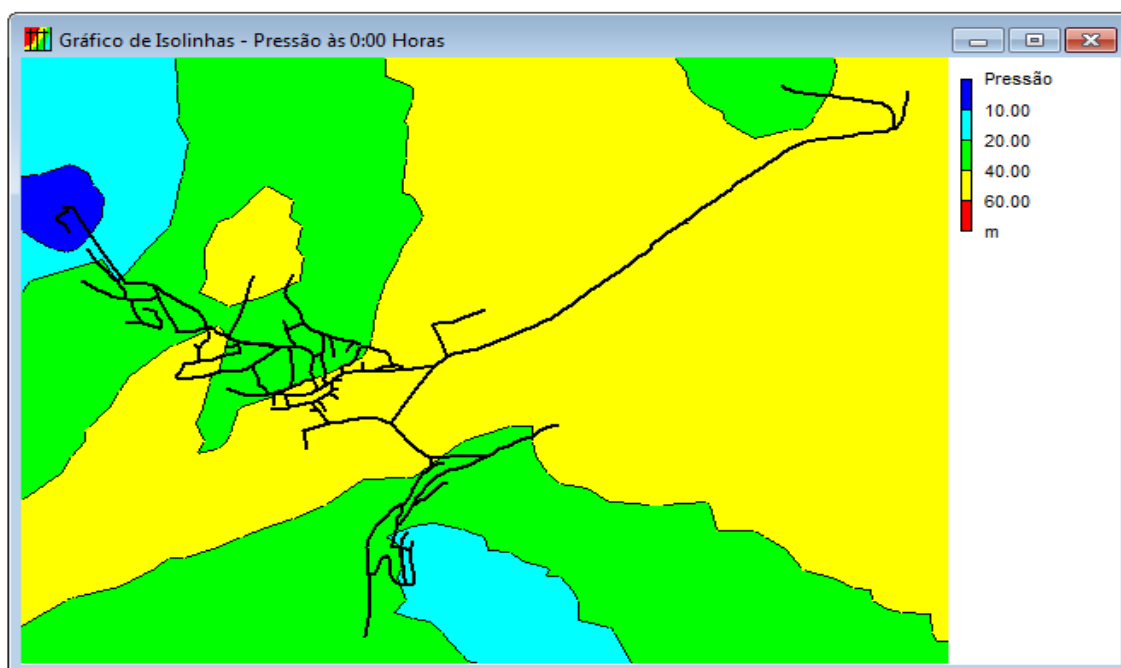 Gráfico de Isolinhas - Pressão às 0:00 Horas
Pressão
10.00
20.00
40.00
60.00
m